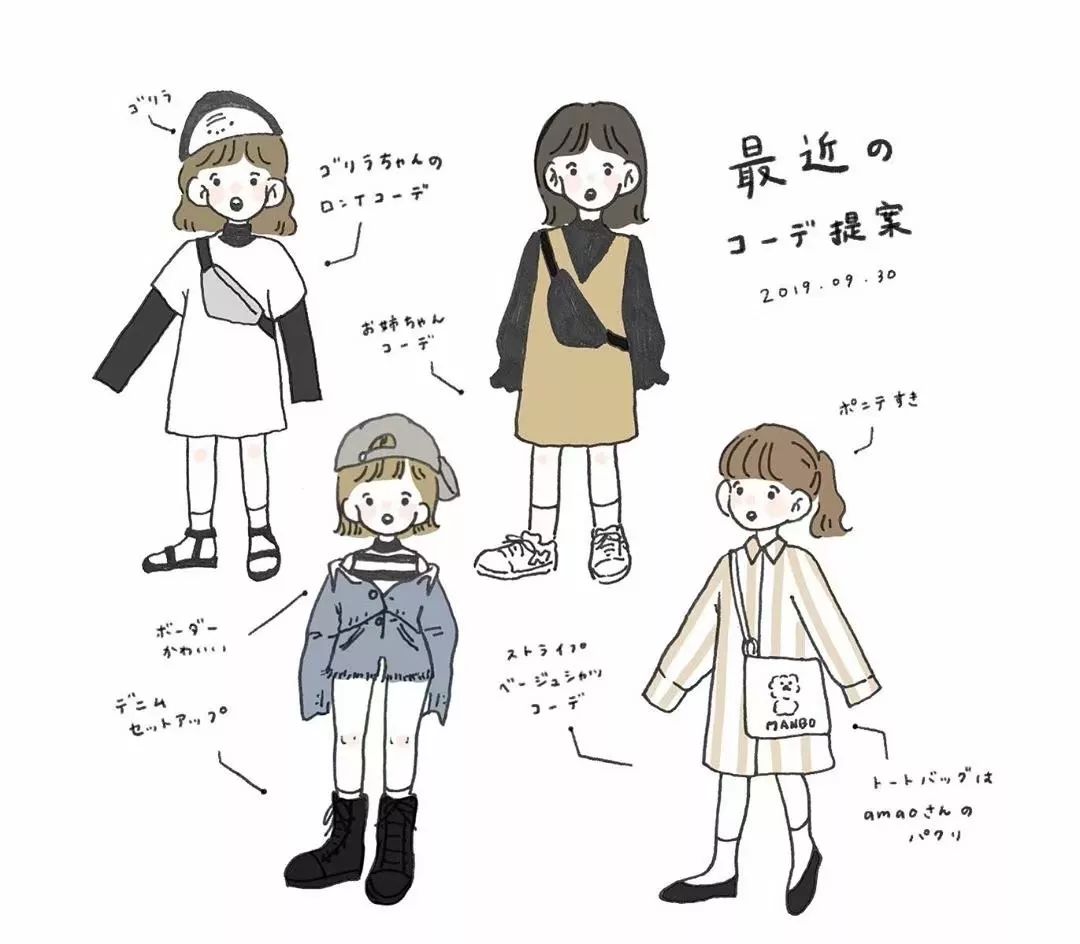 最近の
コーデ提案
2019.09.30
ゴリラ
ゴリラちゃんの
ロンTコーデ
お姉ちゃん
コーデ
ポニテすき
ボーダー
かわいい
デニム
セットアップ
ストライプ
ベージュシャツ
コーデ
MANBO
トートバッグは
amaoさんの
パクリ